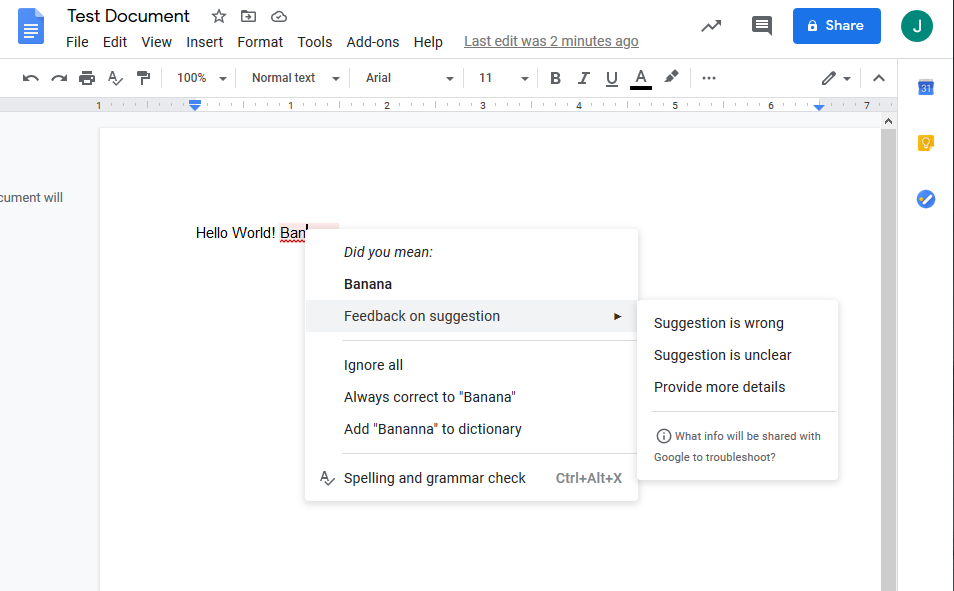 Test Document
File Edit View Insert Format Tools Add-ons Help Last edit was 2 minutes ago
Share
J
100% Normal text Arial 11 B I U A
31
1 1 2 3 4 5 6 7
cument will
Hello World! Ban
Did you mean:
Banana
Feedback on suggestion
Ignore all
Always correct to "Banana"
Add "Bananna" to dictionary
Spelling and grammar check Ctrl+Alt+X
Suggestion is wrong
Suggestion is unclear
Provide more details
What info will be shared with
Google to troubleshoot?